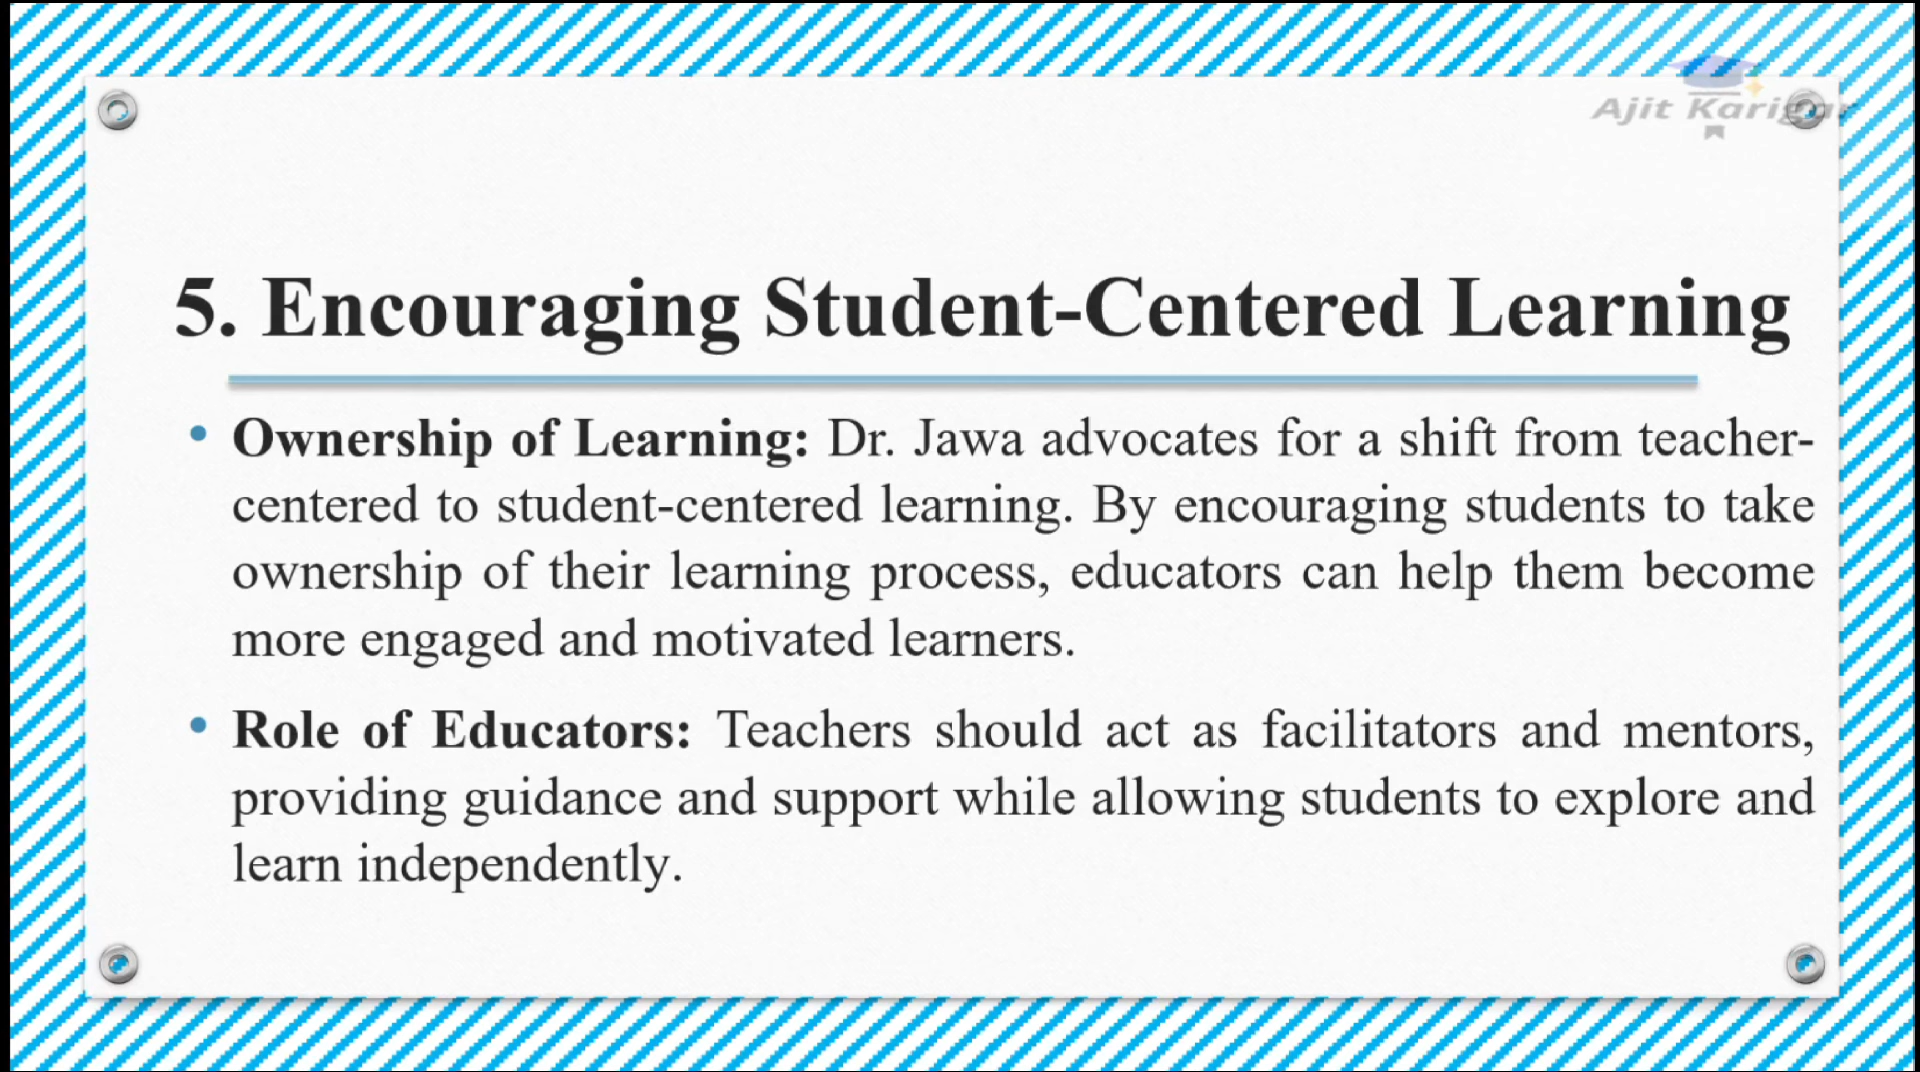 Ajit Karigar
5. Encouraging Student-Centered Learning
• Ownership of Learning: Dr. Jawa advocates for a shift from teacher-
centered to student-centered learning. By encouraging students to take
ownership of their learning process, educators can help them become
more engaged and motivated learners.
• Role of Educators: Teachers should act as facilitators and mentors,
providing guidance and support while allowing students to explore and
learn independently.